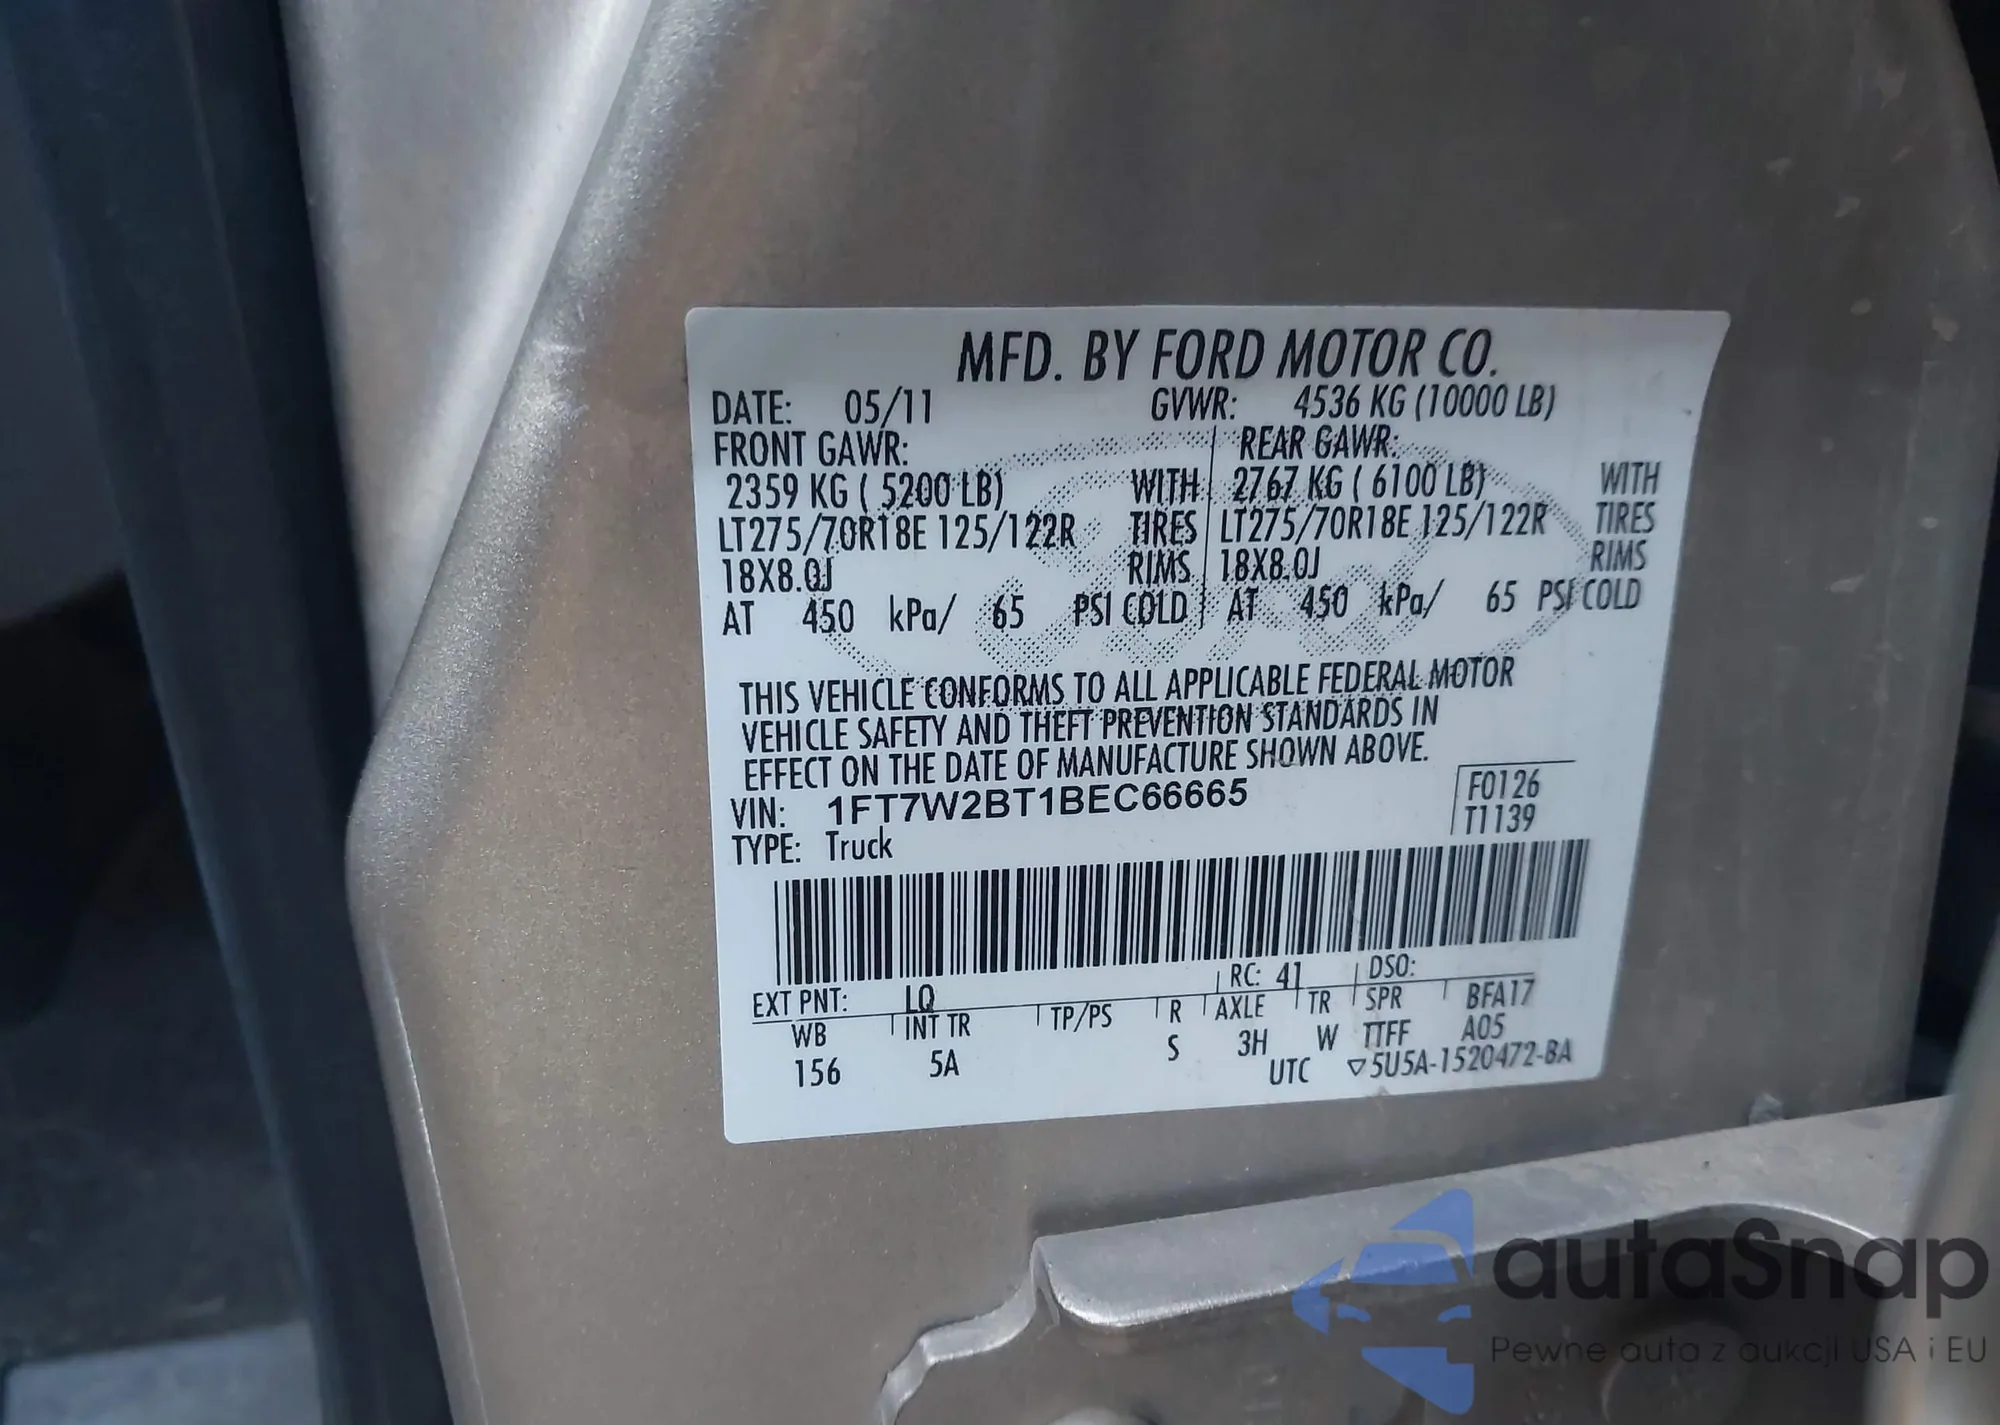 MFD. BY FORD MOTOR CO.
DATE: 05/11 GVWR: 4536 KG (10000 LB)
FRONT GAWR: REAR GAWR:
2359 KG ( 5200 LB) WITH 2767 KG ( 6100 LB) WITH
LT275/70R18E 125/122R TIRES LT275/70R18E 125/122R TIRES
18X8.0J RIMS 18X8.0J RIMS
AT 450 kPa/ 65 PSI COLD AT 450 kPa/ 65 PSI COLD
THIS VEHICLE CONFORMS TO ALL APPLICABLE FEDERAL MOTOR
VEHICLE SAFETY AND THEFT PREVENTION STANDARDS IN
EFFECT ON THE DATE OF MANUFACTURE SHOWN ABOVE.
VIN: 1FT7W2BT1BEC66665 F0126
TYPE: Truck T1139
EXT PNT: LQ RC: 41 DSO:
WB INT TR TP/PS R AXLE TR SPR BFA17
156 5A S 3H W TTFF A05
UTC ▽5U5A-1520472-BA
autaSnap
Pewne auta z aukcji USA i EU